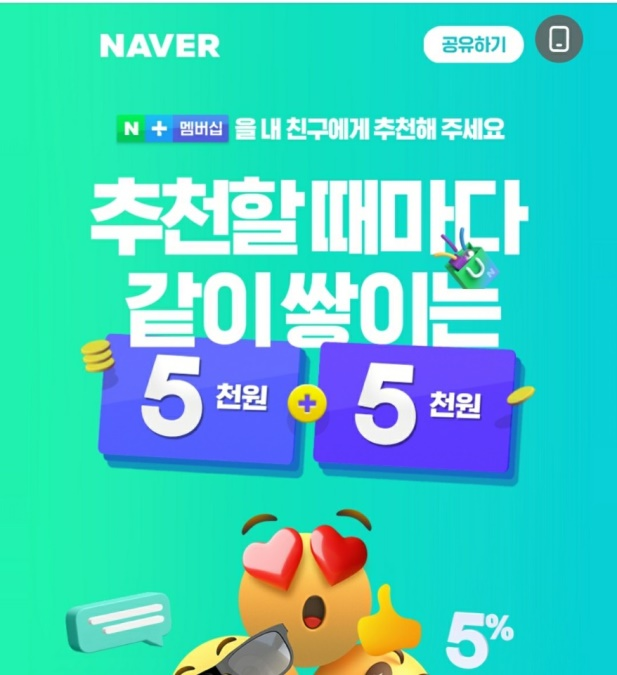 NAVER
공유하기
N + 멤버십 을 내 친구에게 추천해 주세요
추천할 때마다
같이 쌓이는
5천원 + 5천원
5%